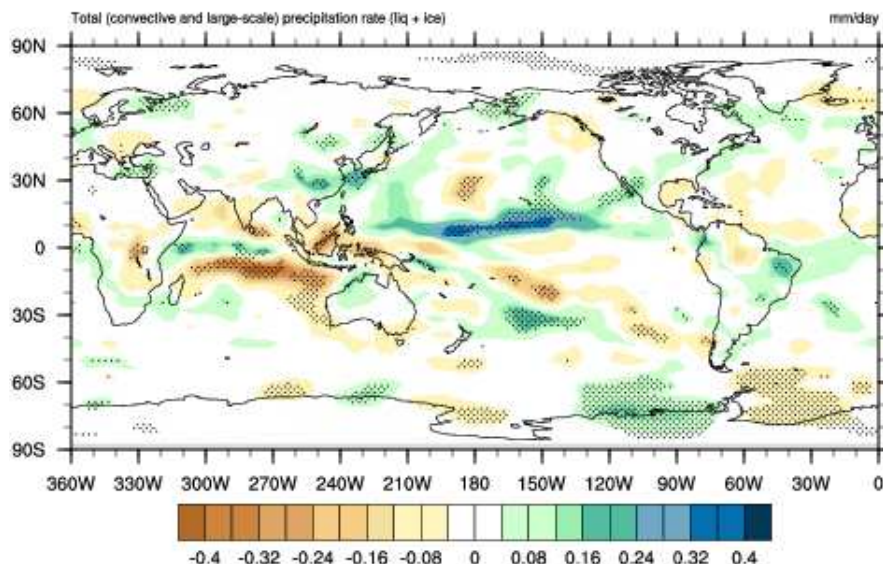 Total (convective and large-scale) precipitation rate (liq + ice) mm/day
90N
60N
30N
0
30S
60S
90S
360W 330W 300W 270W 240W 210W 180 150W 120W 90W 60W 30W 0
-0.4 -0.32 -0.24 -0.16 -0.08 0 0.08 0.16 0.24 0.32 0.4